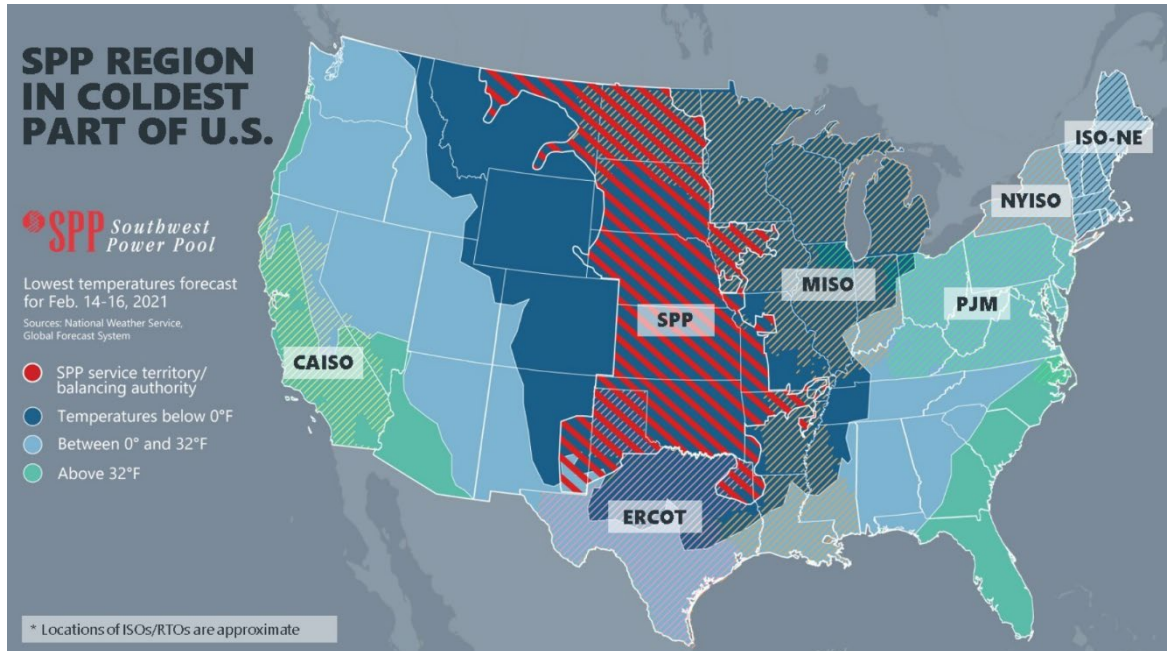 SPP REGION
IN COLDEST
PART OF U.S.
SPP Southwest
Power Pool
Lowest temperatures forecast
for Feb. 14-16, 2021
Sources: National Weather Service,
Global Forecast System
SPP service territory/
balancing authority
Temperatures below 0°F
Between 0° and 32°F
Above 32°F
CAISO
SPP
ERCOT
MISO
PJM
NYISO
ISO-NE
* Locations of ISOs/RTOs are approximate